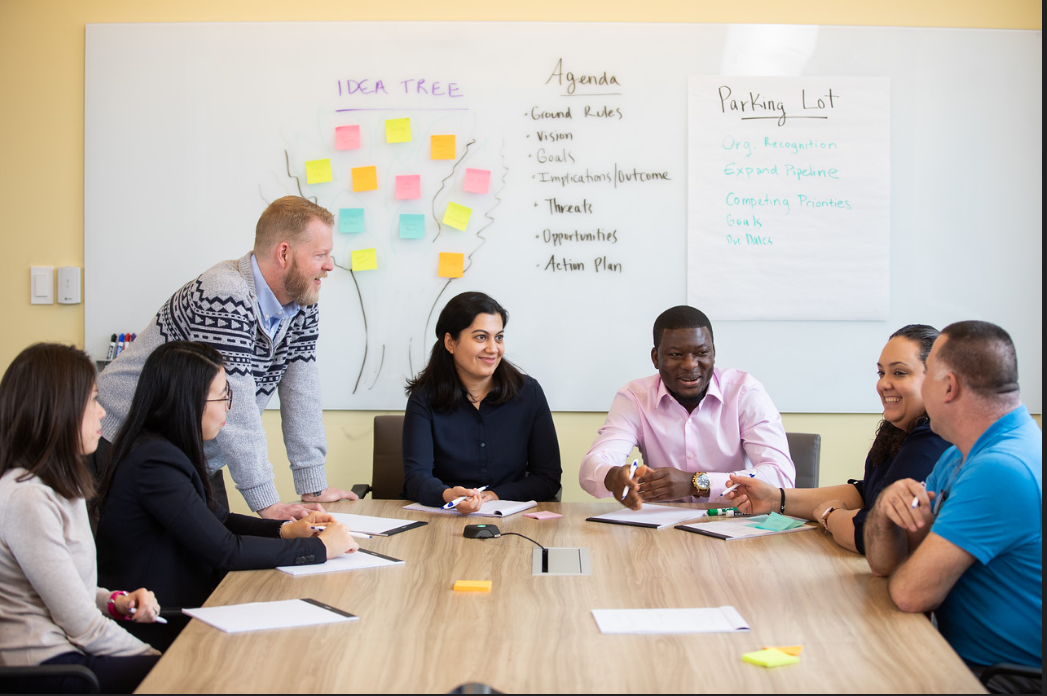 IDEA TREE
Agenda
· Ground Rules
· Vision
· Goals
· Implications/Outcome
· Threats
· Opportunities
· Action Plan
Parking Lot
Org. Recognition
Expand Pipeline
Competing Priorities
Goals
Due Dates